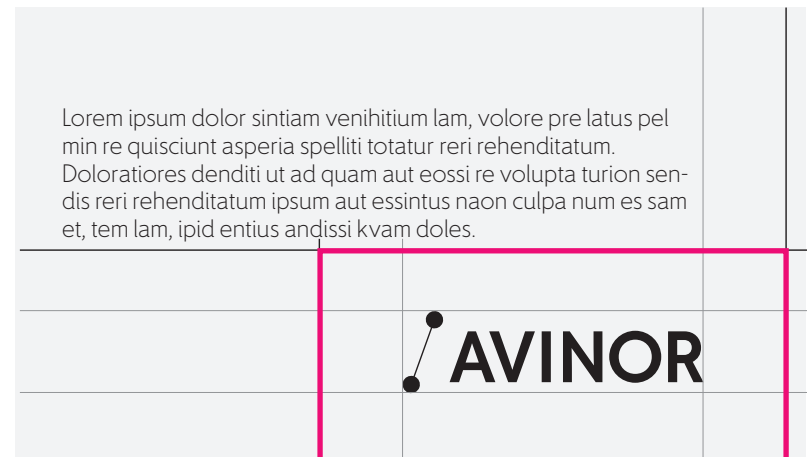 Lorem ipsum dolor sintiam venihitium lam, volore pre latus pel
min re quisciunt asperia spelliti totatur reri rehenditatum.
Doloratiores denditi ut ad quam aut eossi re volupta turion sen-
dis reri rehenditatum ipsum aut essintus naon culpa num es sam
et, tem lam, ipid entius andissi kvam doles.
AVINOR